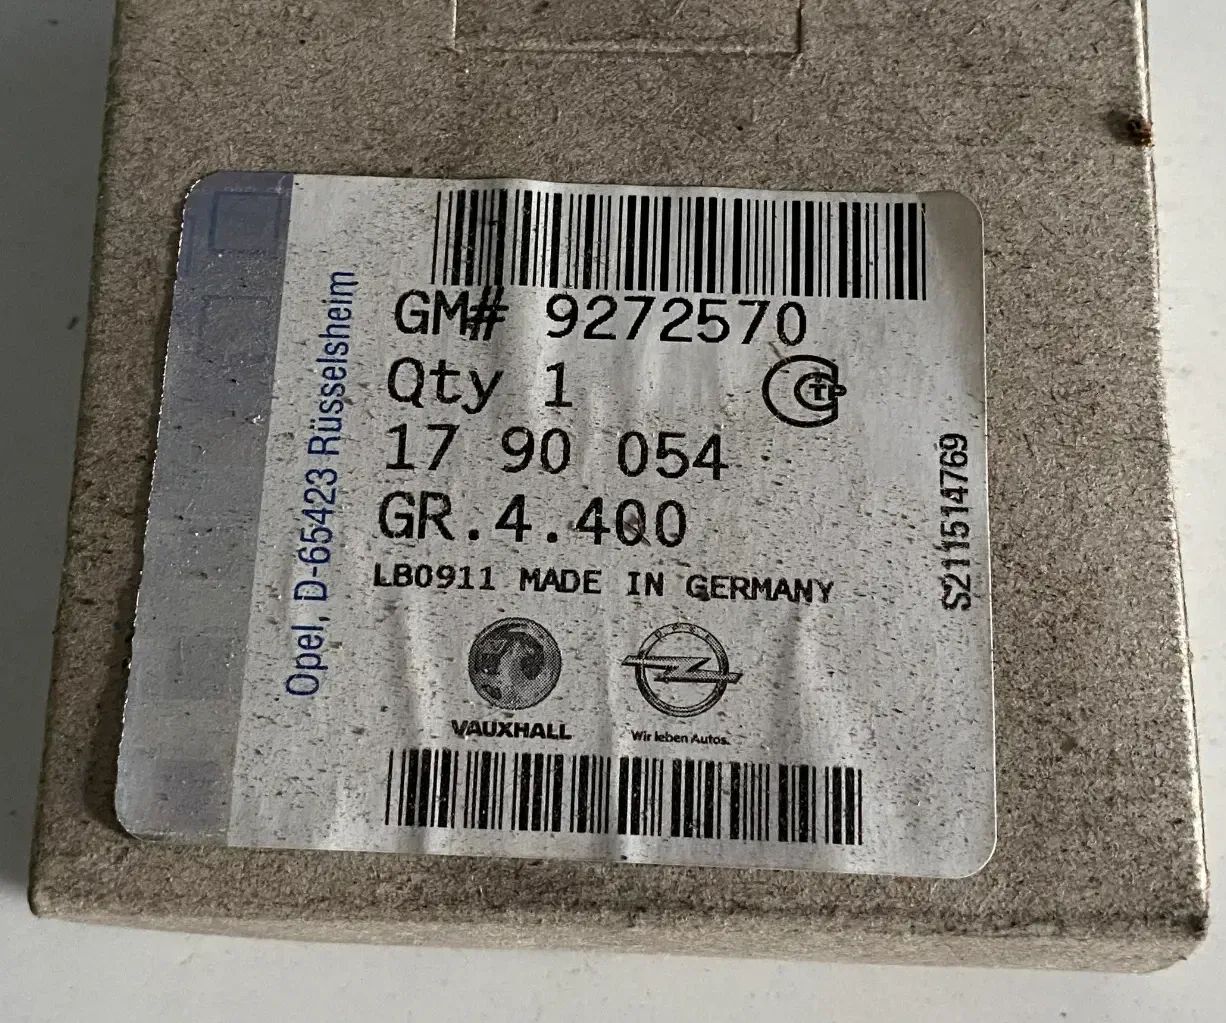 GM# 9272570
Qty 1
17 90 054
GR.4.400
LB0911 MADE IN GERMANY
VAUXHALL
OPEL
Wir leben Autos.
Opel, D-65423 Rüsselsheim
S211514769